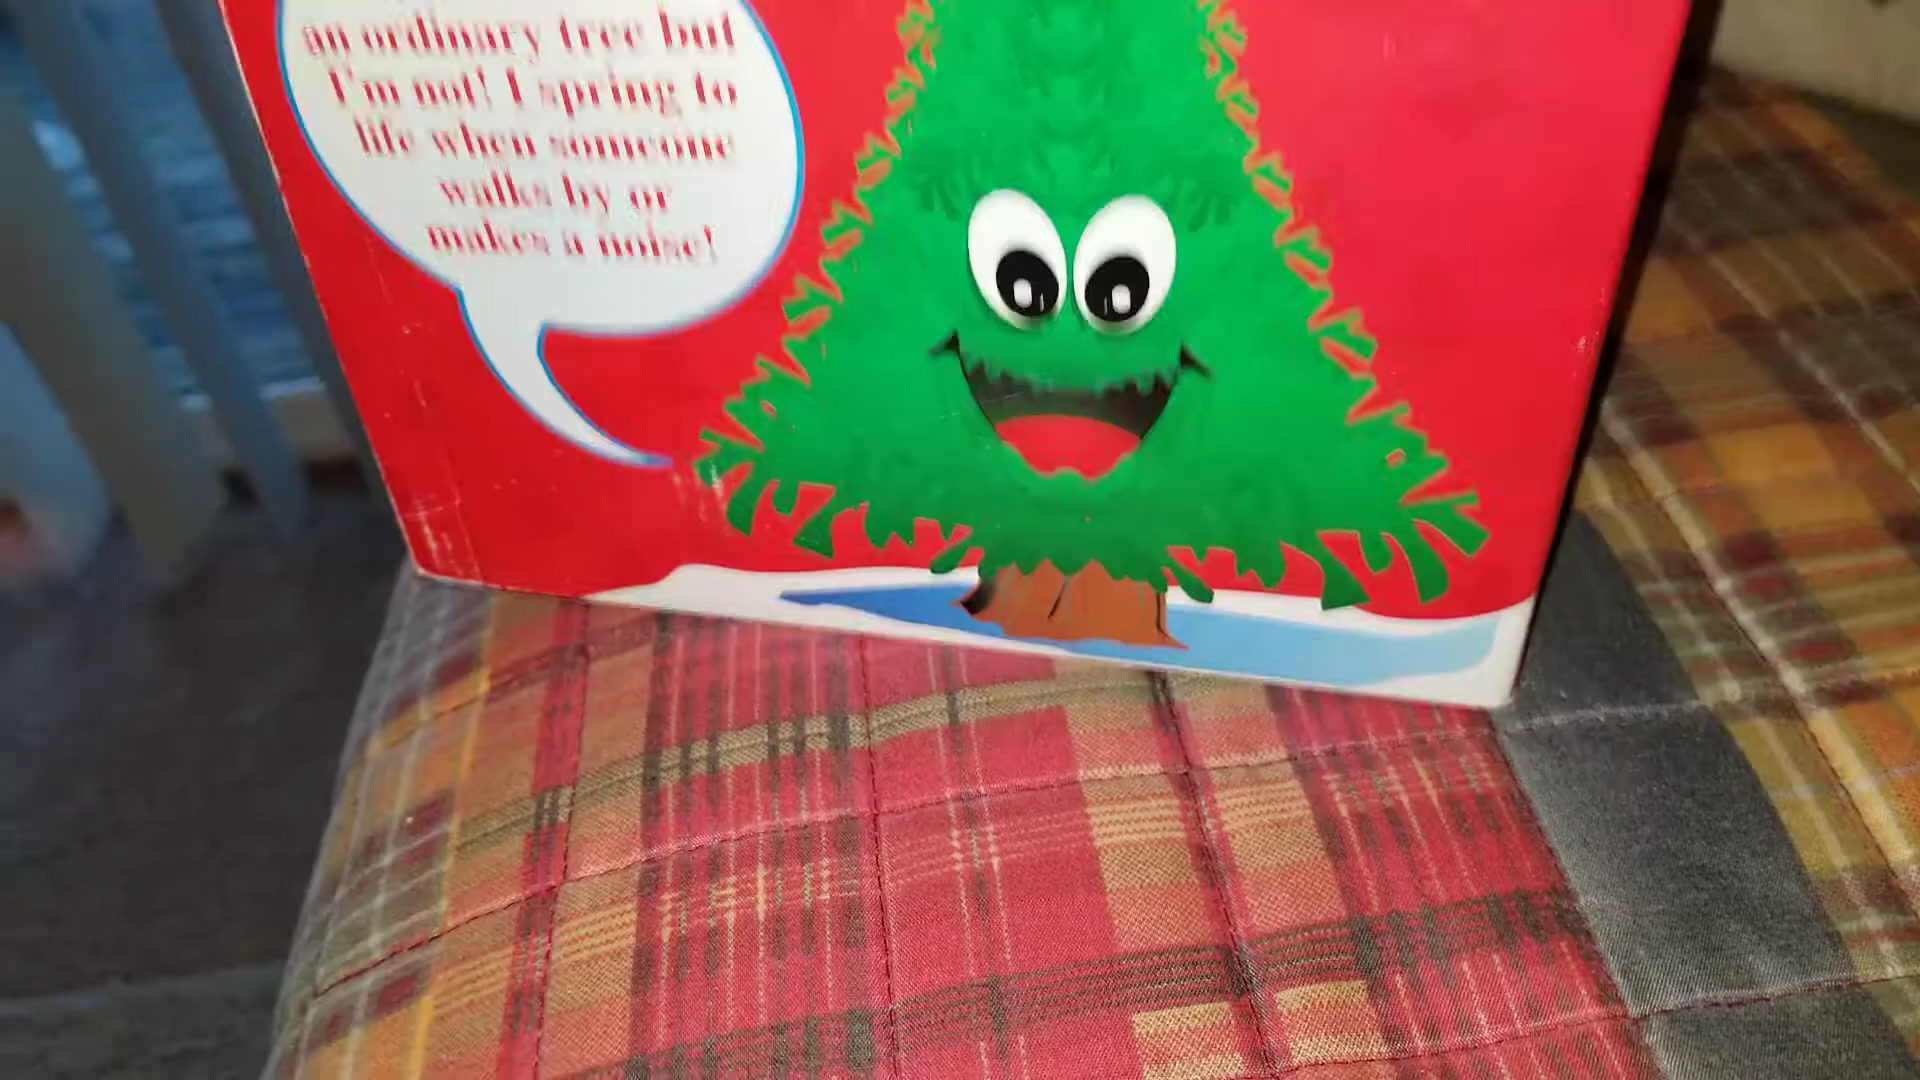 an ordinary tree but
I'm not! I spring to
life when someone
walks by or
makes a noise!